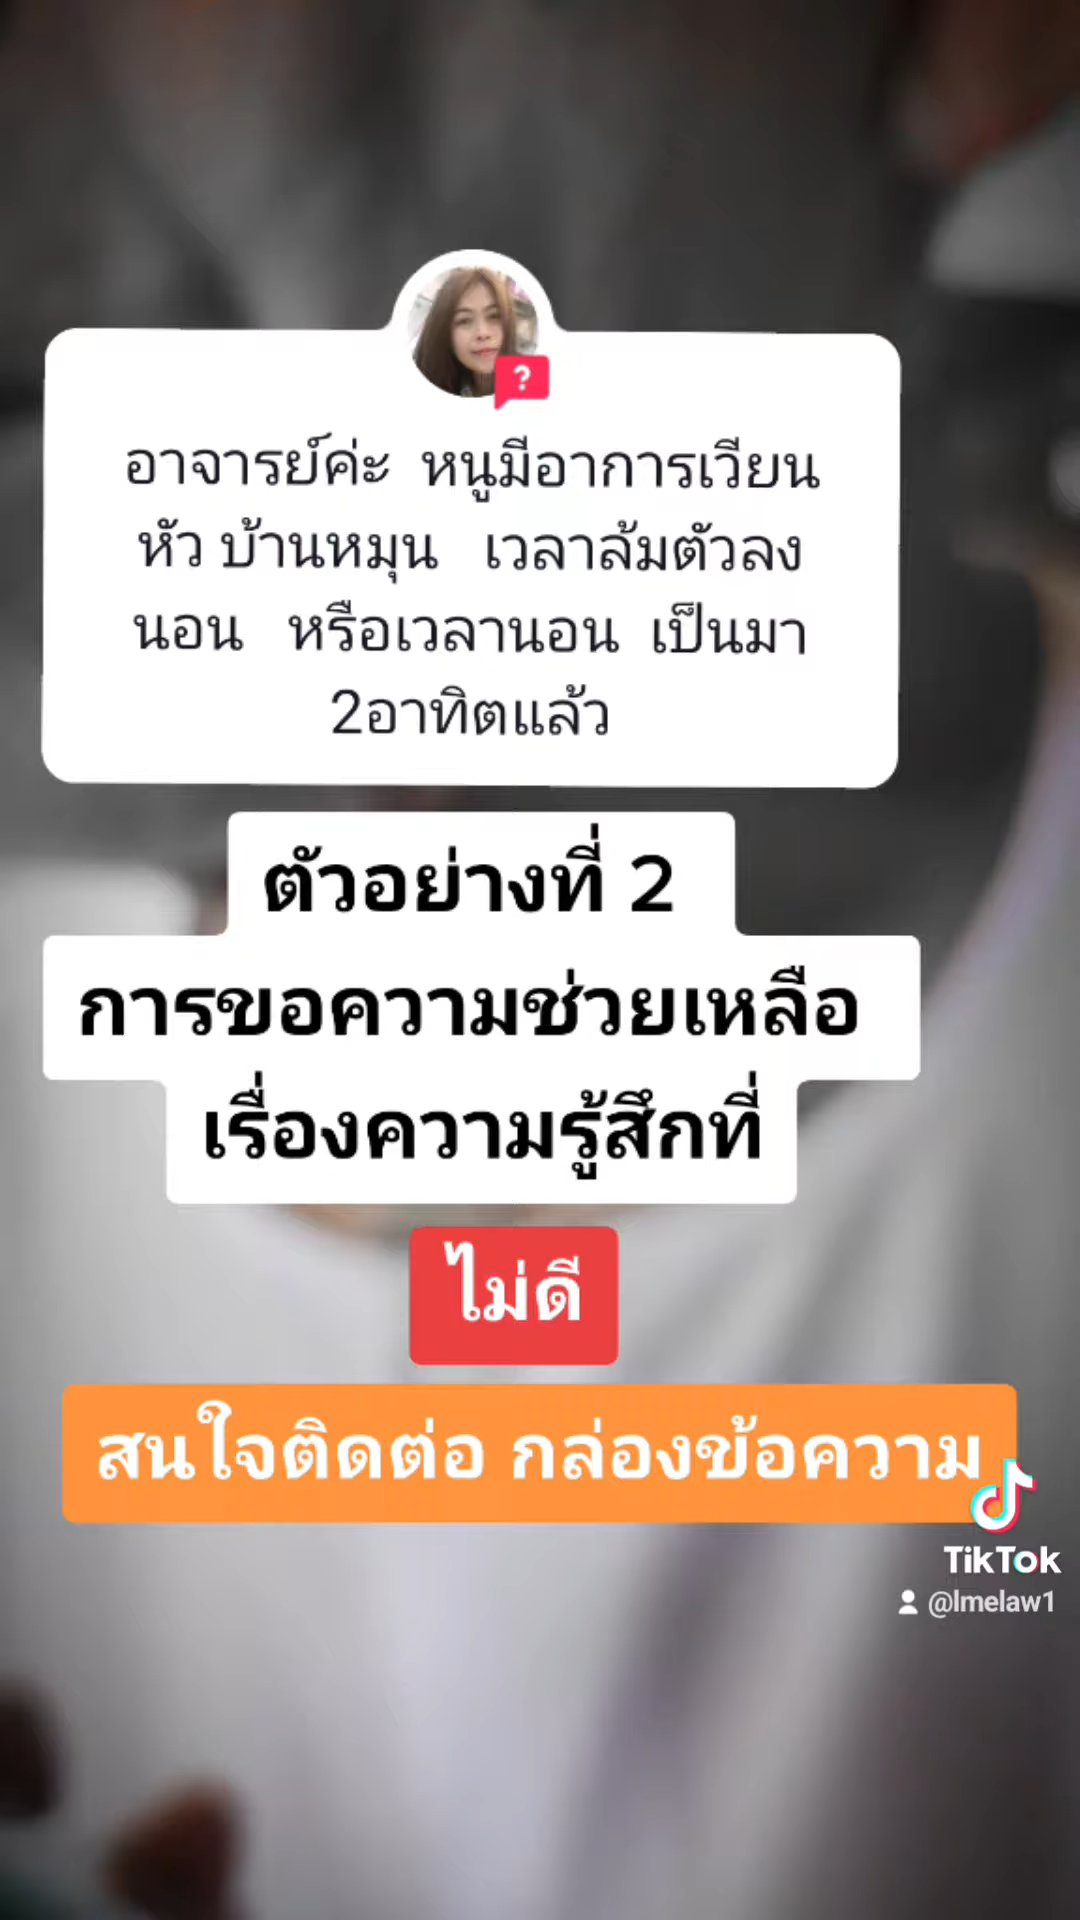 ?
อาจารย์ค่ะ หนูมีอาการเวียน
หัว บ้านหมุน เวลาล้มตัวลง
นอน หรือเวลานอน เป็นมา
2อาทิตแล้ว
ตัวอย่างที่ 2
การขอความช่วยเหลือ
เรื่องความรู้สึกที่
ไม่ดี
สนใจติดต่อ กล่องข้อความ
TikTok
@lmelaw1